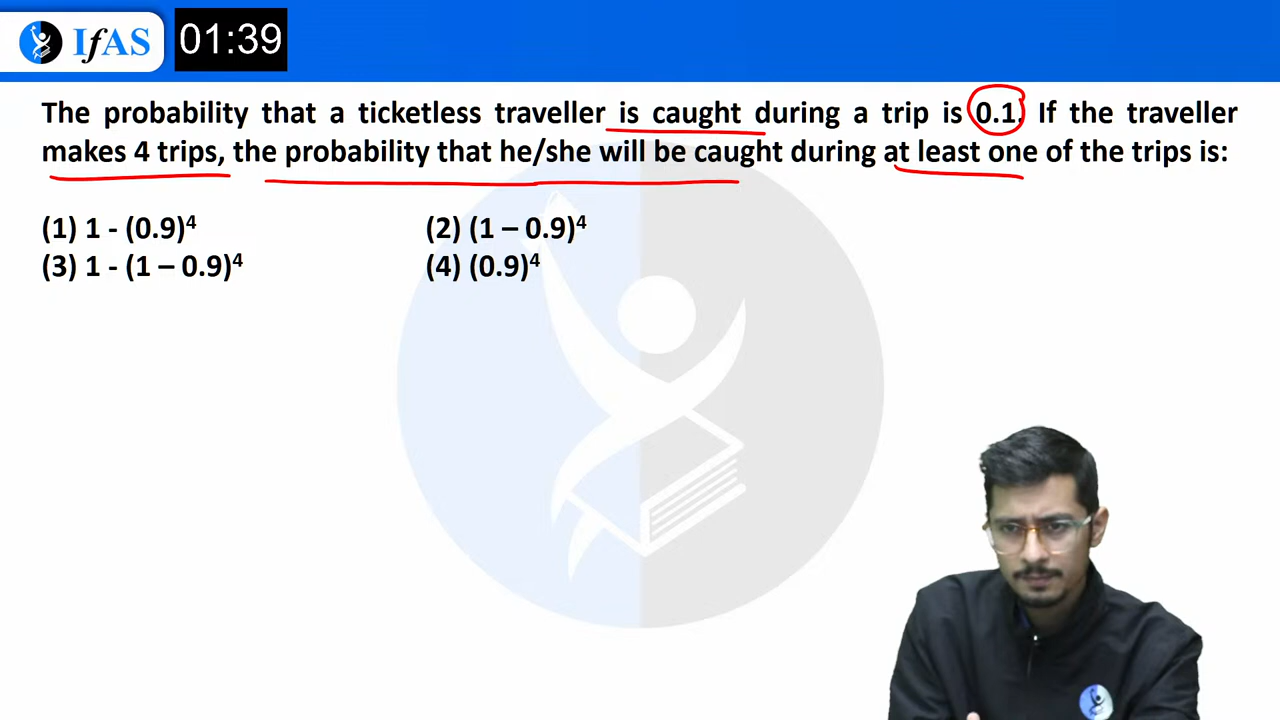 IfAS
01:39
The probability that a ticketless traveller is caught during a trip is 0.1. If the traveller
makes 4 trips, the probability that he/she will be caught during at least one of the trips is:
(1) 1 - (0.9)⁴ (2) (1 – 0.9)⁴
(3) 1 - (1 – 0.9)⁴ (4) (0.9)⁴